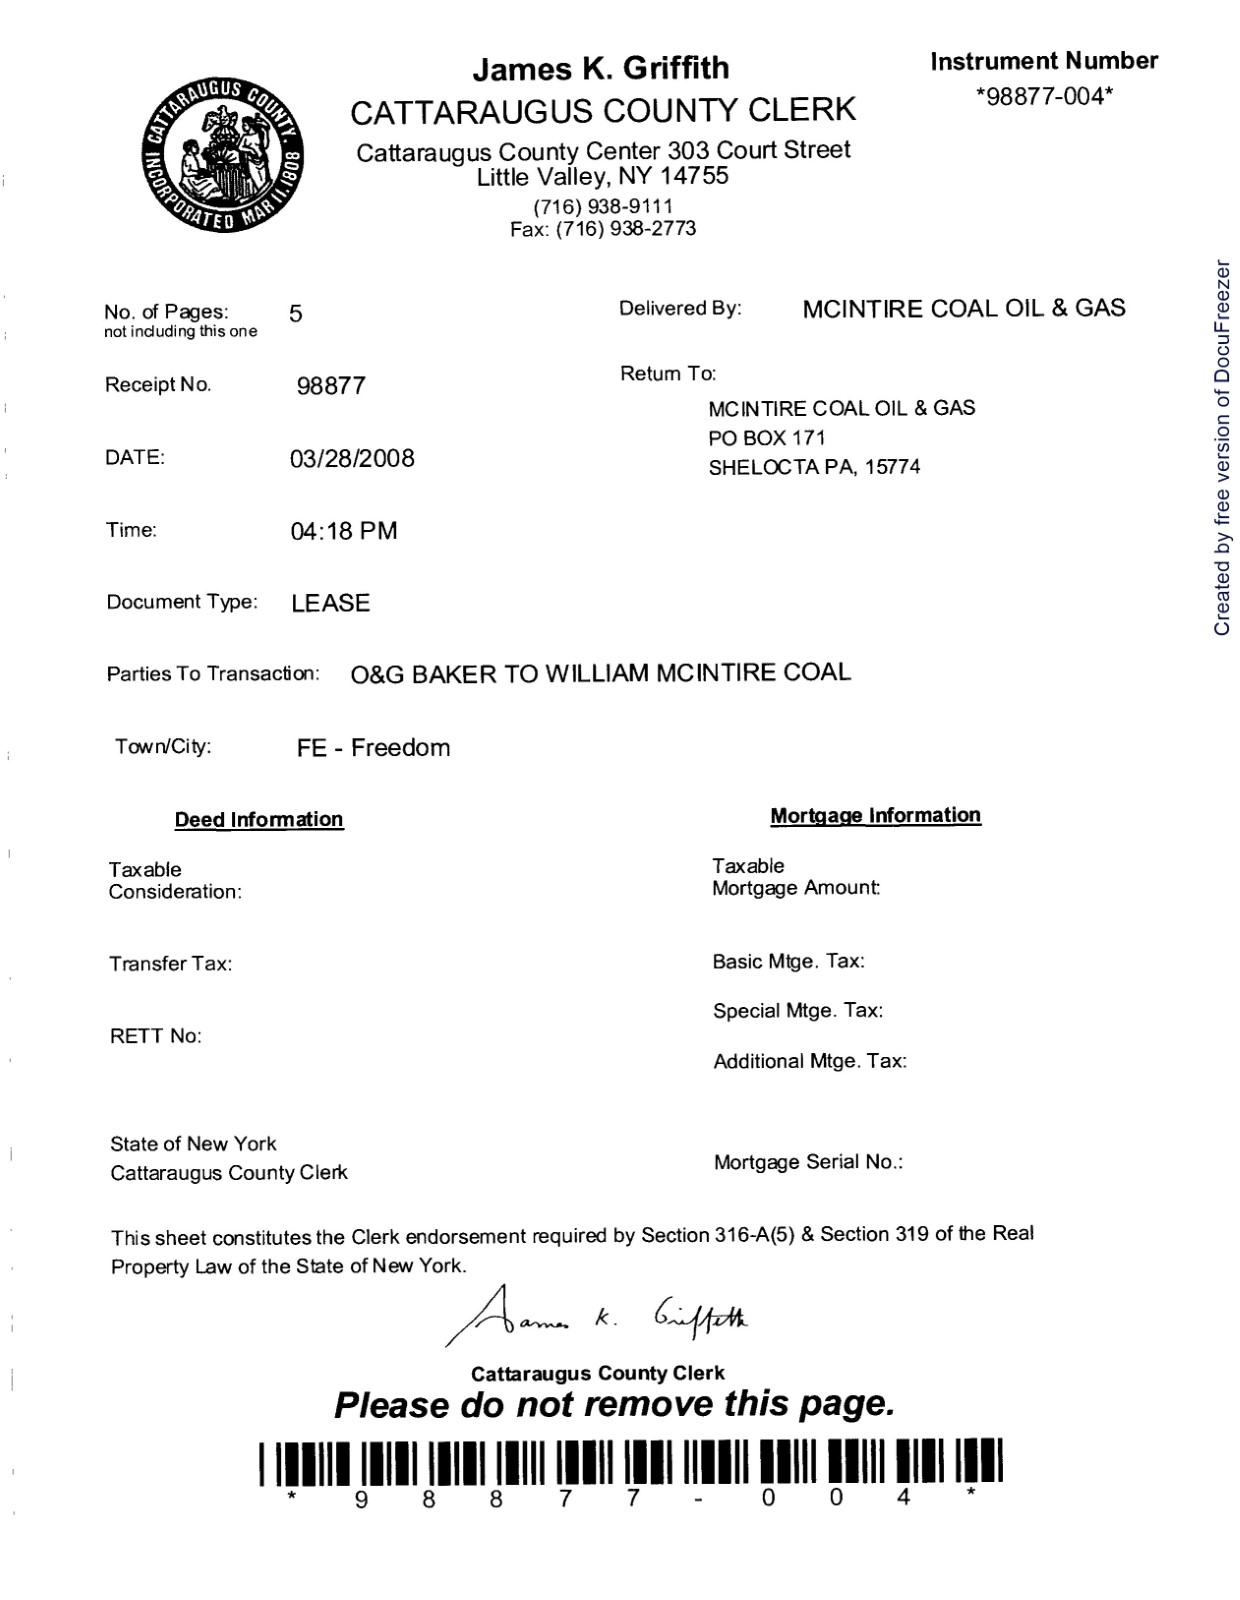 James K. Griffith
CATTARAUGUS COUNTY CLERK
Cattaraugus County Center 303 Court Street
Little Valley, NY 14755
(716) 938-9111
Fax: (716) 938-2773
Instrument Number
*98877-004*
CATTARAUGUS COUNTY.
INCORPORATED MAR 11. 1808
No. of Pages: 5
not including this one
Delivered By: MCINTIRE COAL OIL & GAS
Receipt No. 98877
Return To:
MCINTIRE COAL OIL & GAS
PO BOX 171
SHELOCTA PA, 15774
DATE: 03/28/2008
Time: 04:18 PM
Document Type: LEASE
Parties To Transaction: O&G BAKER TO WILLIAM MCINTIRE COAL
Town/City: FE - Freedom
Deed Information
Taxable
Consideration:
Transfer Tax:
RETT No:
Mortgage Information
Taxable
Mortgage Amount:
Basic Mtge. Tax:
Special Mtge. Tax:
Additional Mtge. Tax:
Mortgage Serial No.:
State of New York
Cattaraugus County Clerk
This sheet constitutes the Clerk endorsement required by Section 316-A(5) & Section 319 of the Real
Property Law of the State of New York.
James K. Griffith
Cattaraugus County Clerk
Please do not remove this page.
* 9 8 8 7 7 - 0 0 4 *
Created by free version of DocuFreezer